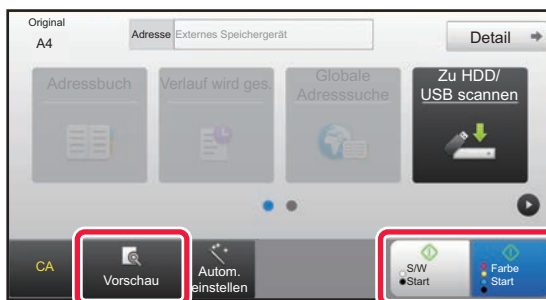 Original
A4
Adresse Externes Speichergerät
Detail
Adressbuch
Verlauf wird ges.
Globale
Adresssuche
Zu HDD/
USB scannen
CA
Vorschau
Autom.
einstellen
S/W
Start
Farbe
Start